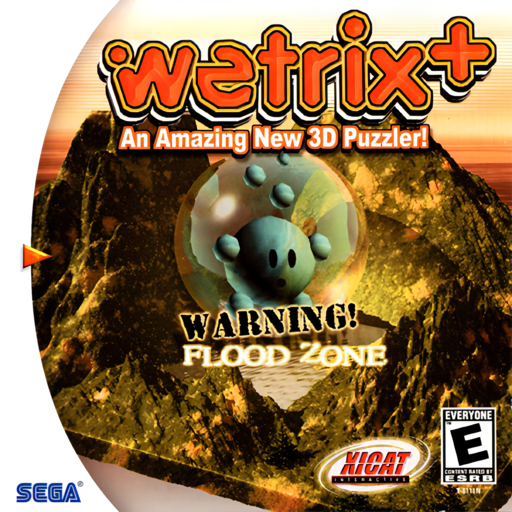 wetrix+
An Amazing New 3D Puzzler!
WARNING!
FLOOD ZONE
EVERYONE
E
CONTENT RATED BY
ESRB
XICAT
INTERACTIVE
SEGA